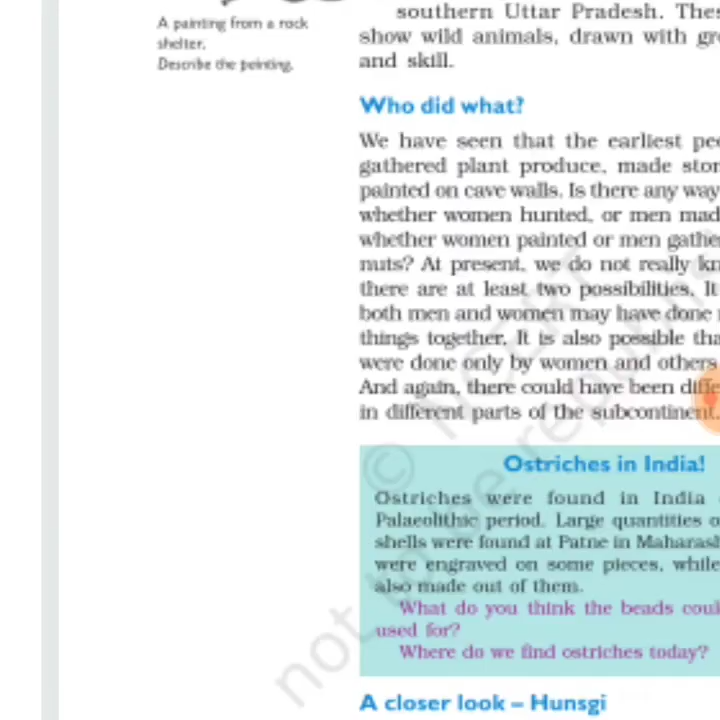 A painting from a rock
shelter.
Describe the painting.
southern Uttar Pradesh.
show wild animals, drawn with
and skill.
Who did what?
We have seen that the earliest
gathered plant produce, made
painted on cave walls. Is there any way
whether women hunted, or men
whether women painted or men
nuts? At present, we do not really
there are at least two possibilities. It
both men and women may have done
things together. It is also possible
were done only by women and others
And again, there could have been
in different parts of the subcontinent.
Ostriches in India!
Ostriches were found in India
Palaeolithic period. Large quantities
shells were found at Patne in
were engraved on some pieces, while
also made out of them.
What do you think the beads
used for?
Where do we find ostriches today?
A closer look – Hunsgi
© NCERT
not to be republis